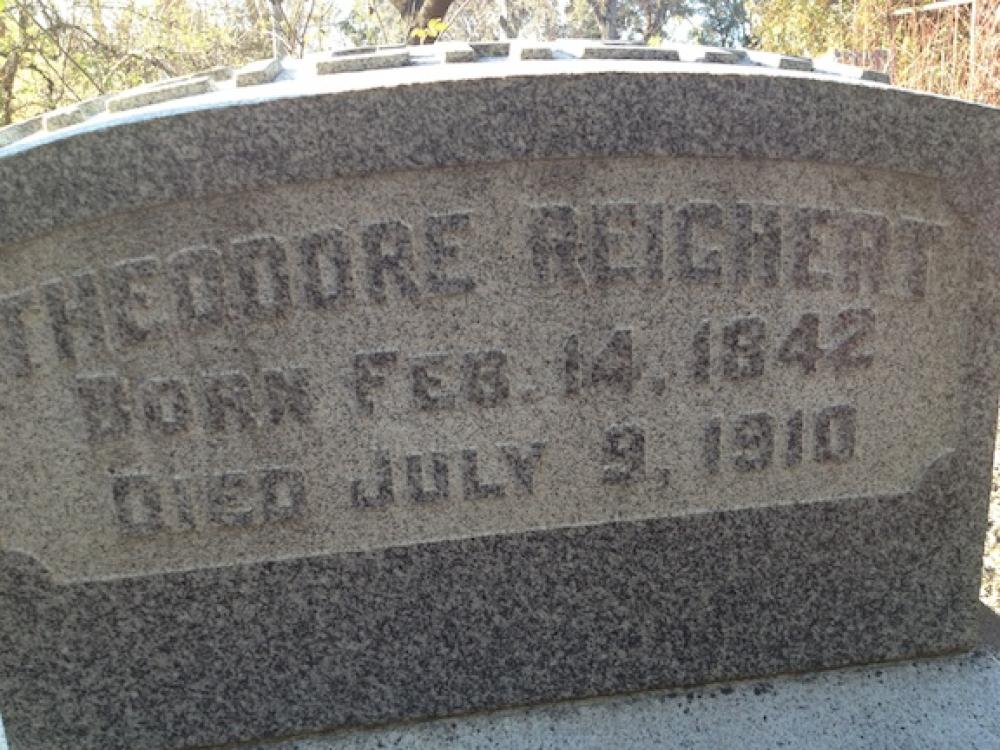 THEODORE REICHERT
BORN FEB. 14, 1842
DIED JULY 9, 1910